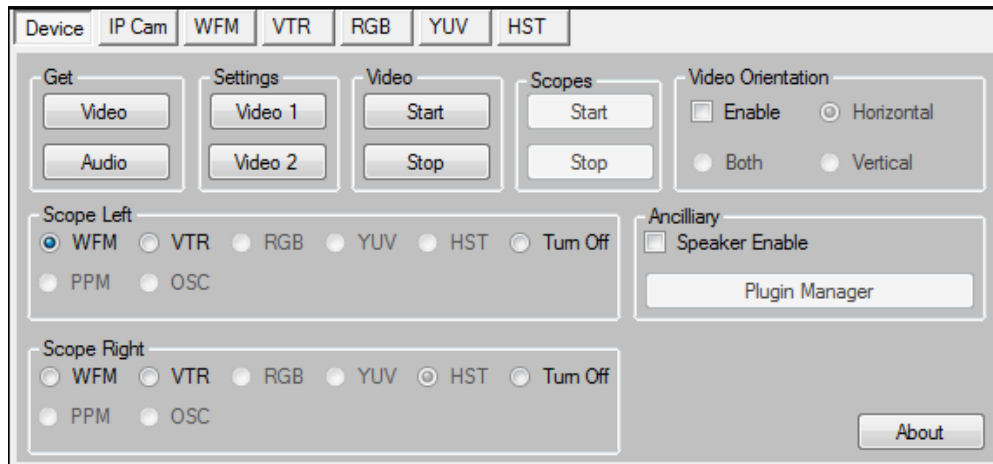 Device IP Cam WFM VTR RGB YUV HST
Get Settings Video Scopes Video Orientation
Video Video 1 Start Start Enable Horizontal
Audio Video 2 Stop Stop Both Vertical
Scope Left Ancilliary
WFM VTR RGB YUV HST Turn Off Speaker Enable
PPM OSC Plugin Manager
Scope Right
WFM VTR RGB YUV HST Turn Off
PPM OSC
About